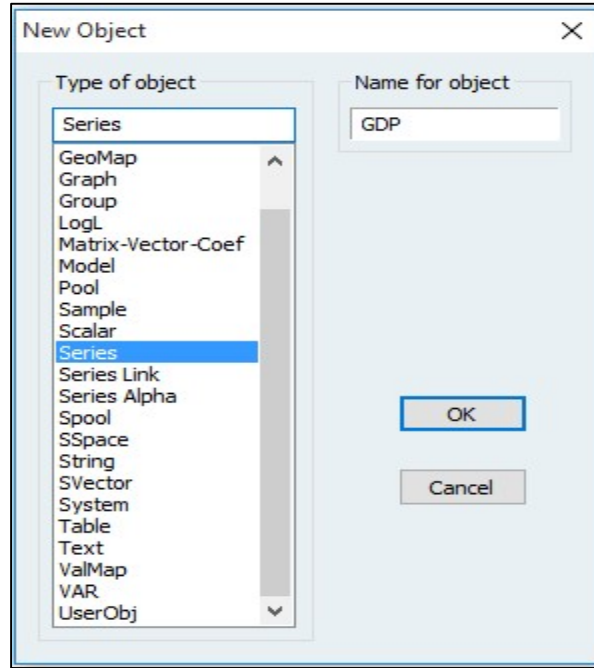 New Object
Type of object
Name for object
Series
GDP
GeoMap
Graph
Group
LogL
Matrix-Vector-Coef
Model
Pool
Sample
Scalar
Series
Series Link
Series Alpha
Spool
SSpace
String
SVector
System
Table
Text
ValMap
VAR
UserObj
OK
Cancel